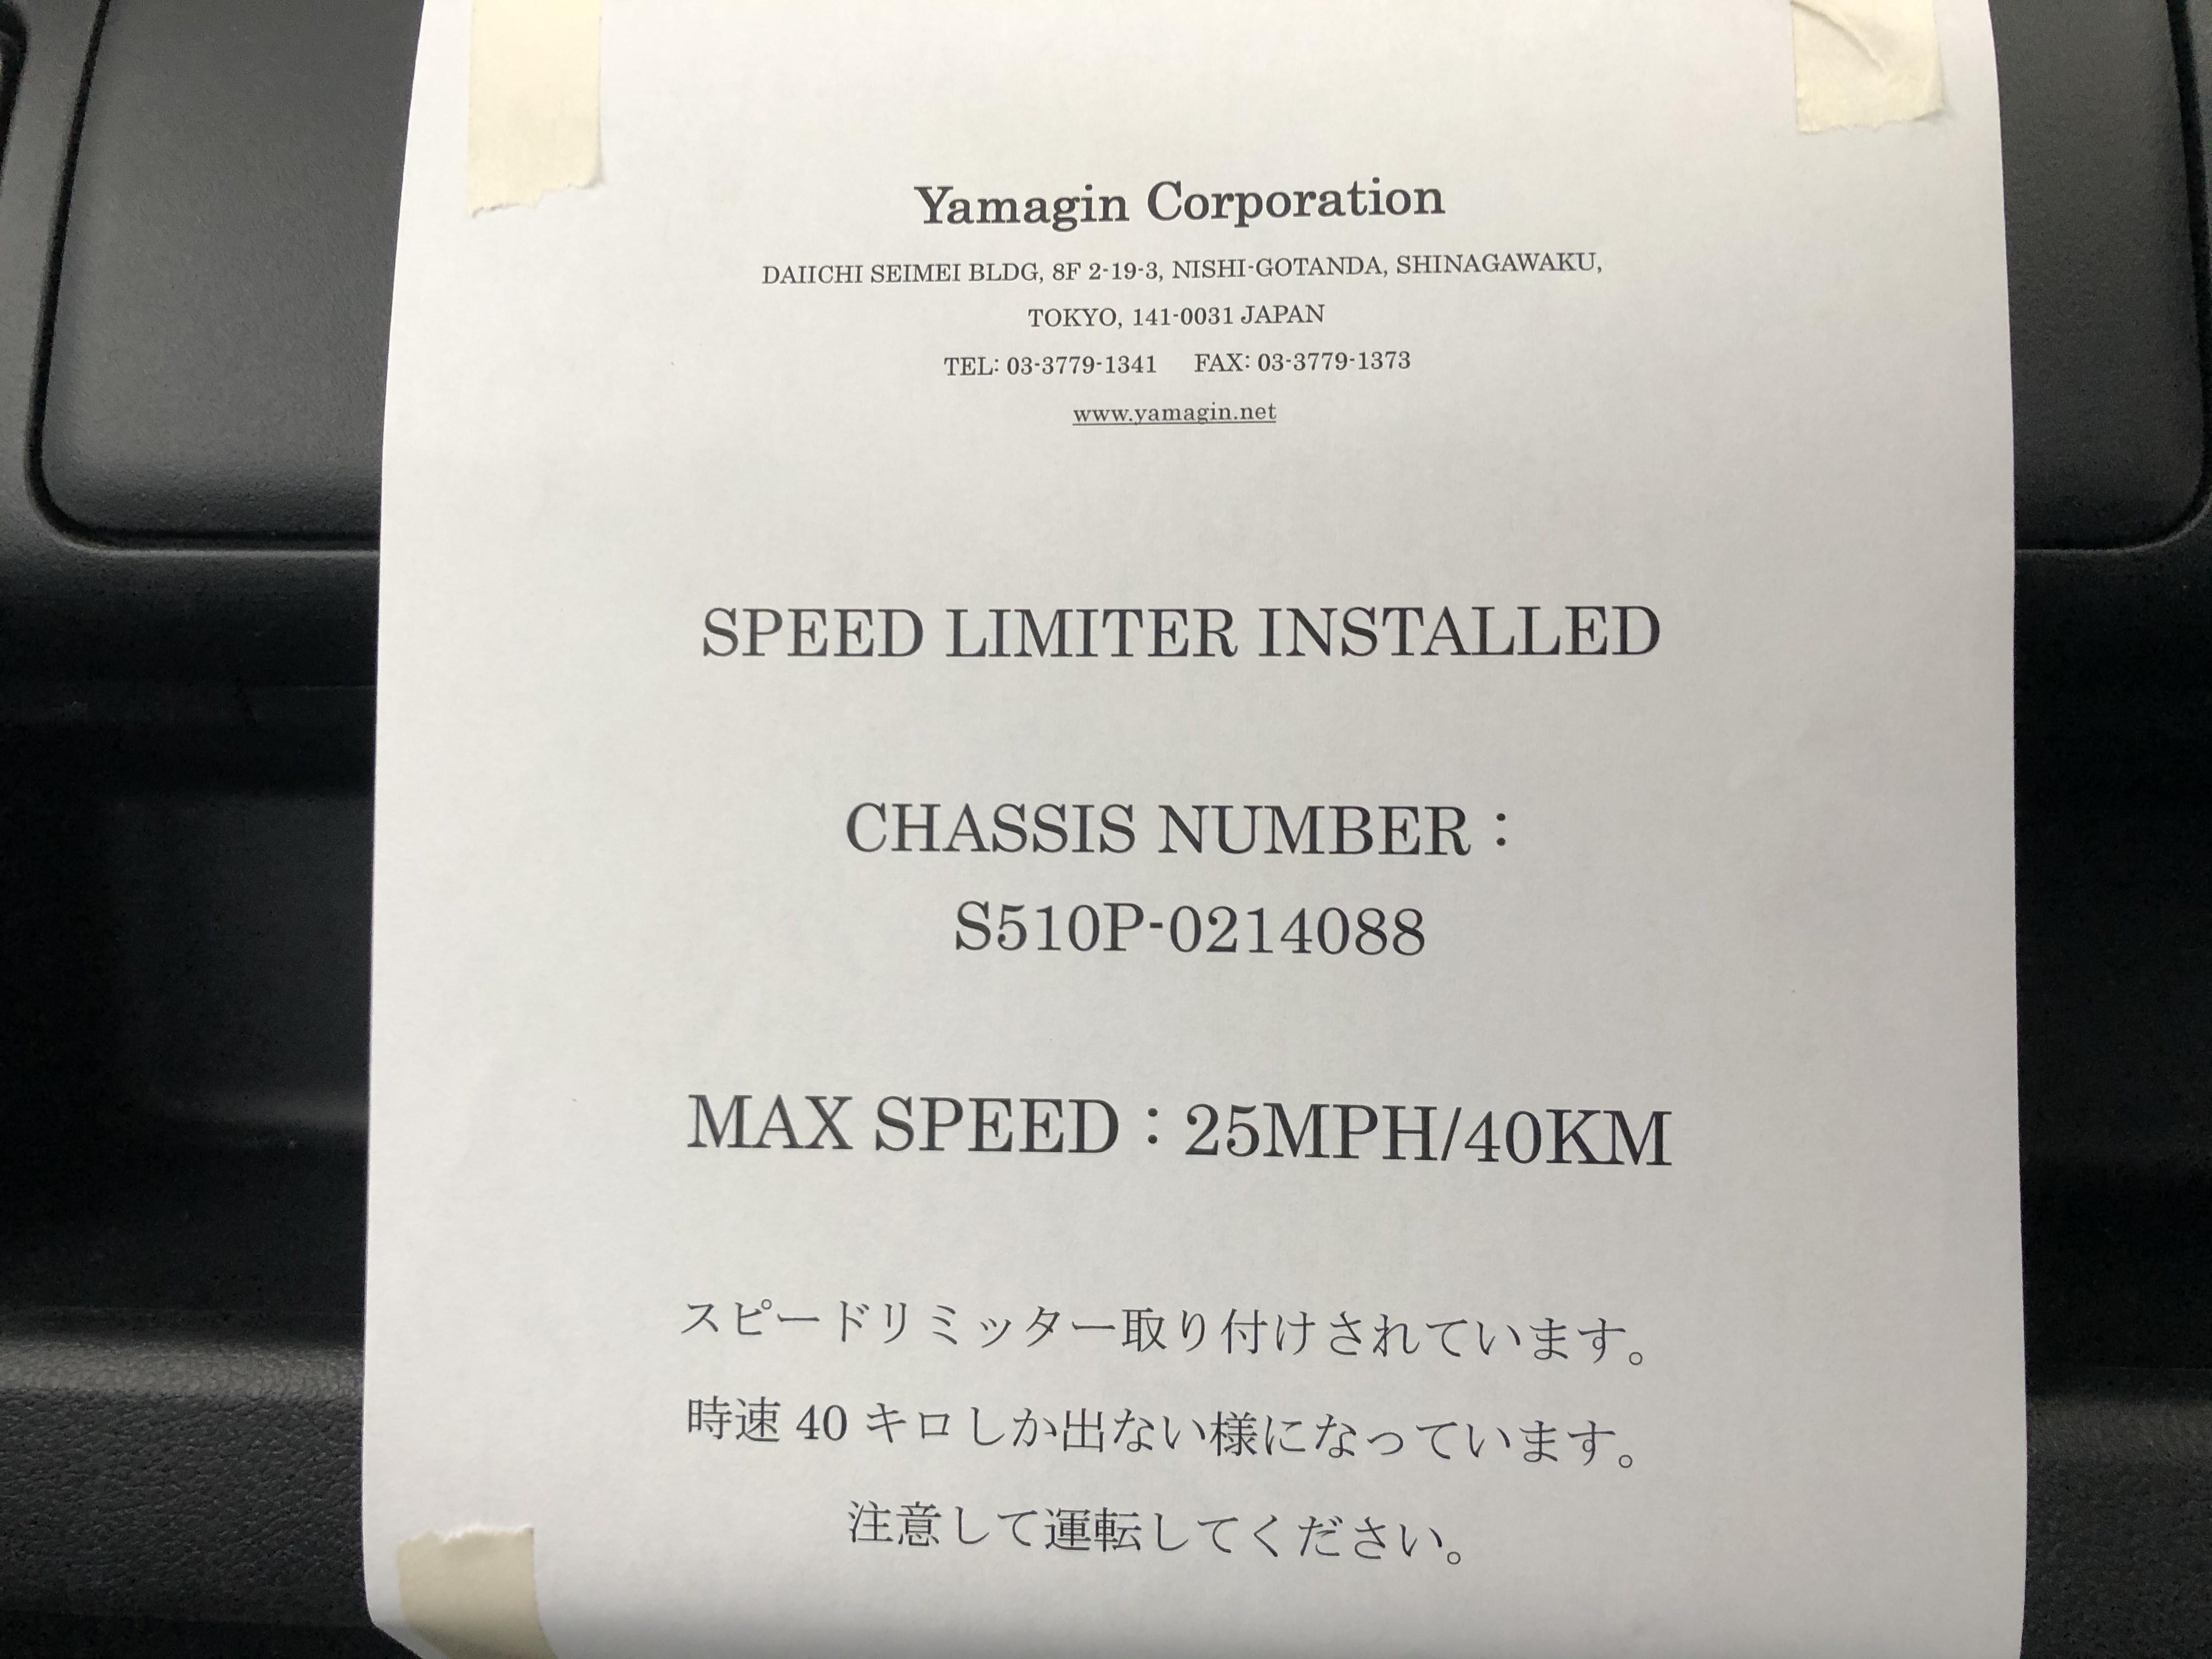 Yamagin Corporation
DAIICHI SEIMEI BLDG, 8F 2-19-3, NISHI-GOTANDA, SHINAGAWAKU,
TOKYO, 141-0031 JAPAN
TEL: 03-3779-1341 FAX: 03-3779-1373
www.yamagin.net
SPEED LIMITER INSTALLED
CHASSIS NUMBER：
S510P-0214088
MAX SPEED：25MPH/40KM
スピードリミッター取り付けされています。
時速 40 キロしか出ない様になっています。
注意して運転してください。